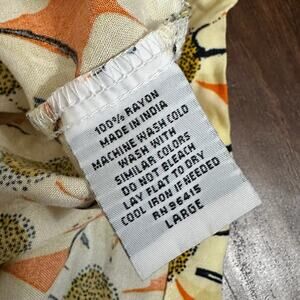 100% RAYON
MADE IN INDIA
MACHINE WASH COLD
WASH WITH
SIMILAR COLORS
DO NOT BLEACH
LAY FLAT TO DRY
COOL IRON IF NEEDED
RN 96415
LARGE